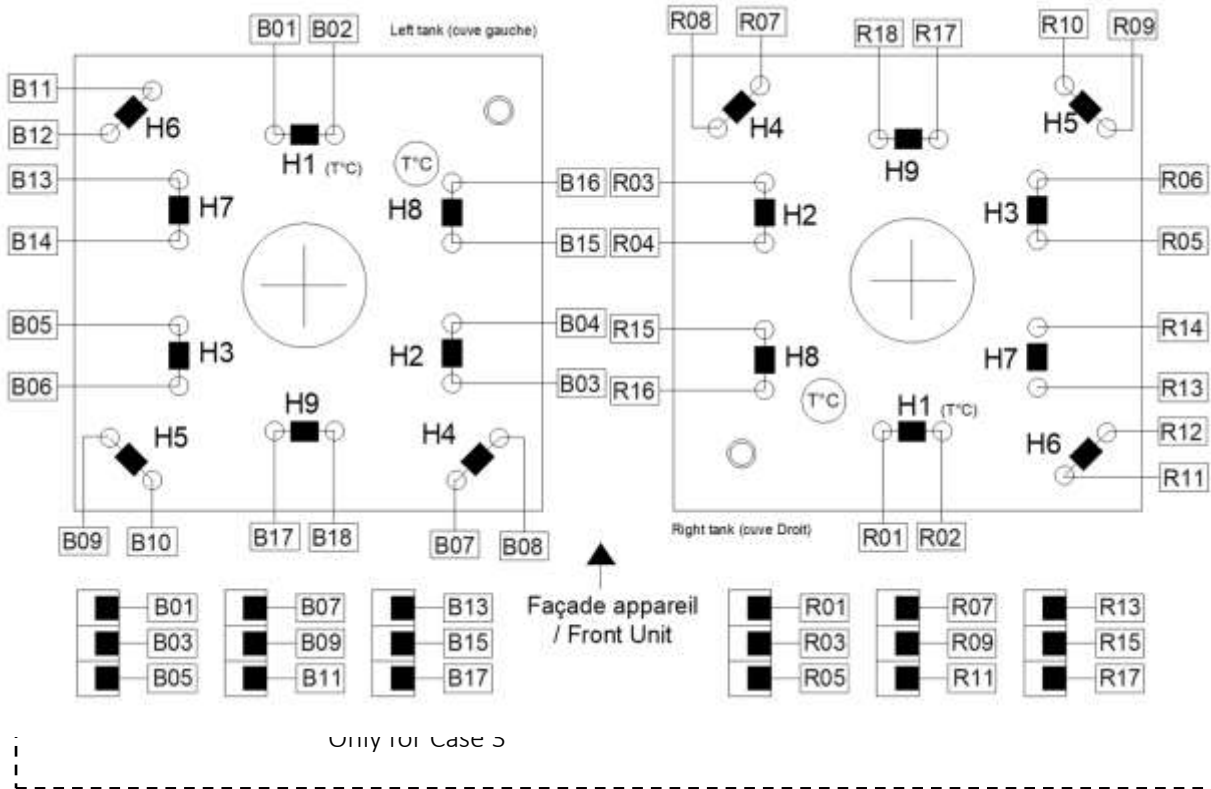 B01 B02 Left tank (cuve gauche)
B11
B12
H6
H1 (T°C)
T°C
B13
B14
H7
H8
B16
B15
B05
B06
H3
H2
B04
B03
H9
H5
H4
B09 B10 B17 B18 B07 B08
R08 R07 R18 R17 R10 R09
H4
H9
H5
R03
R04
H2
H3
R06
R05
R15
R16
H8
H7
R14
R13
T°C
H1 (T°C)
H6
R12
R11
Right tank (cuve Droit)
R01 R02
Façade appareil
/ Front Unit
B01 B07 B13
B03 B09 B15
B05 B11 B17
R01 R07 R13
R03 R09 R15
R05 R11 R17
Only for Case S